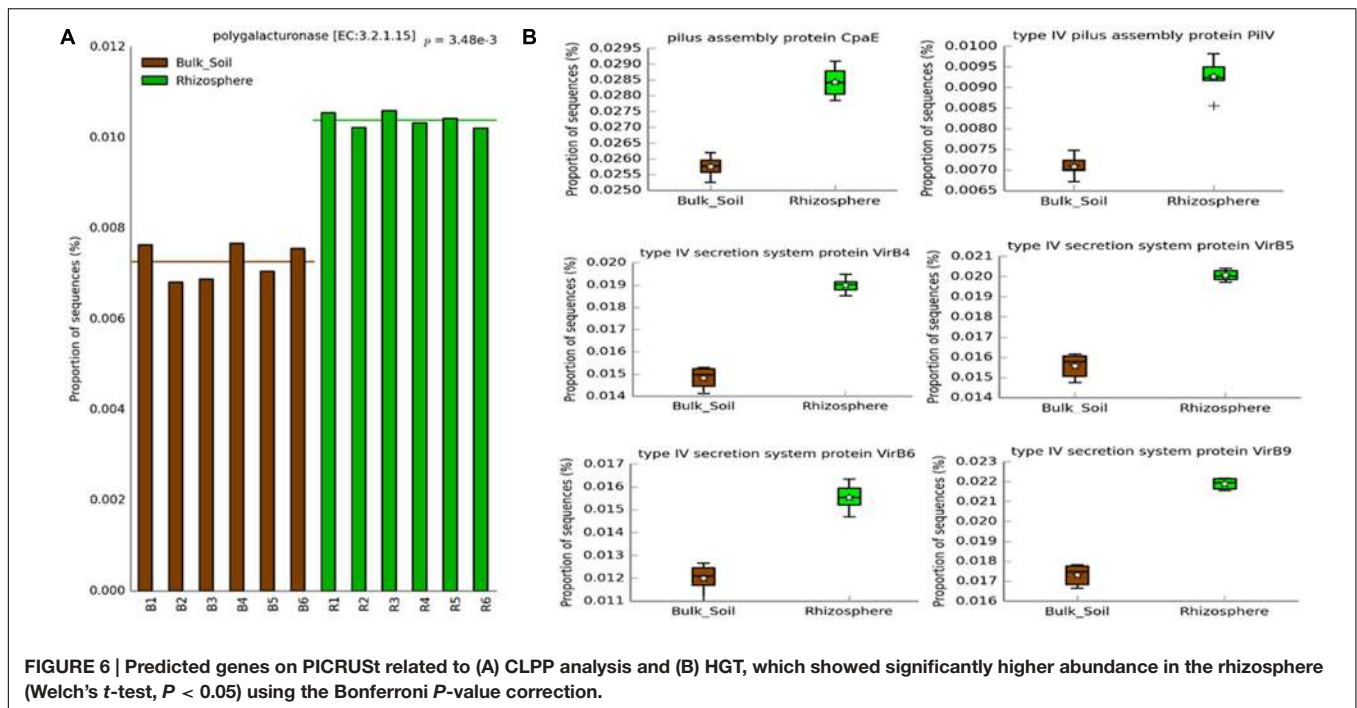 A
polygalacturonase [EC:3.2.1.15] p = 3.48e-3
Bulk_Soil
Rhizosphere
Proportion of sequences (%)
0.012
0.010
0.008
0.006
0.004
0.002
0.000
B1 B2 B3 B4 B5 B6 R1 R2 R3 R4 R5 R6
B
pilus assembly protein CpaE
Proportion of sequences (%)
0.0295
0.0290
0.0285
0.0280
0.0275
0.0270
0.0265
0.0260
0.0255
0.0250
Bulk_Soil Rhizosphere
type IV pilus assembly protein PilV
Proportion of sequences (%)
0.0100
0.0095
0.0090
0.0085
0.0080
0.0075
0.0070
0.0065
Bulk_Soil Rhizosphere
type IV secretion system protein VirB4
Proportion of sequences (%)
0.020
0.019
0.018
0.017
0.016
0.015
0.014
Bulk_Soil Rhizosphere
type IV secretion system protein VirB5
Proportion of sequences (%)
0.021
0.020
0.019
0.018
0.017
0.016
0.015
0.014
Bulk_Soil Rhizosphere
type IV secretion system protein VirB6
Proportion of sequences (%)
0.017
0.016
0.015
0.014
0.013
0.012
0.011
Bulk_Soil Rhizosphere
type IV secretion system protein VirB9
Proportion of sequences (%)
0.023
0.022
0.021
0.020
0.019
0.018
0.017
0.016
Bulk_Soil Rhizosphere
FIGURE 6 | Predicted genes on PICRUSt related to (A) CLPP analysis and (B) HGT, which showed significantly higher abundance in the rhizosphere
(Welch's t-test, P < 0.05) using the Bonferroni P-value correction.